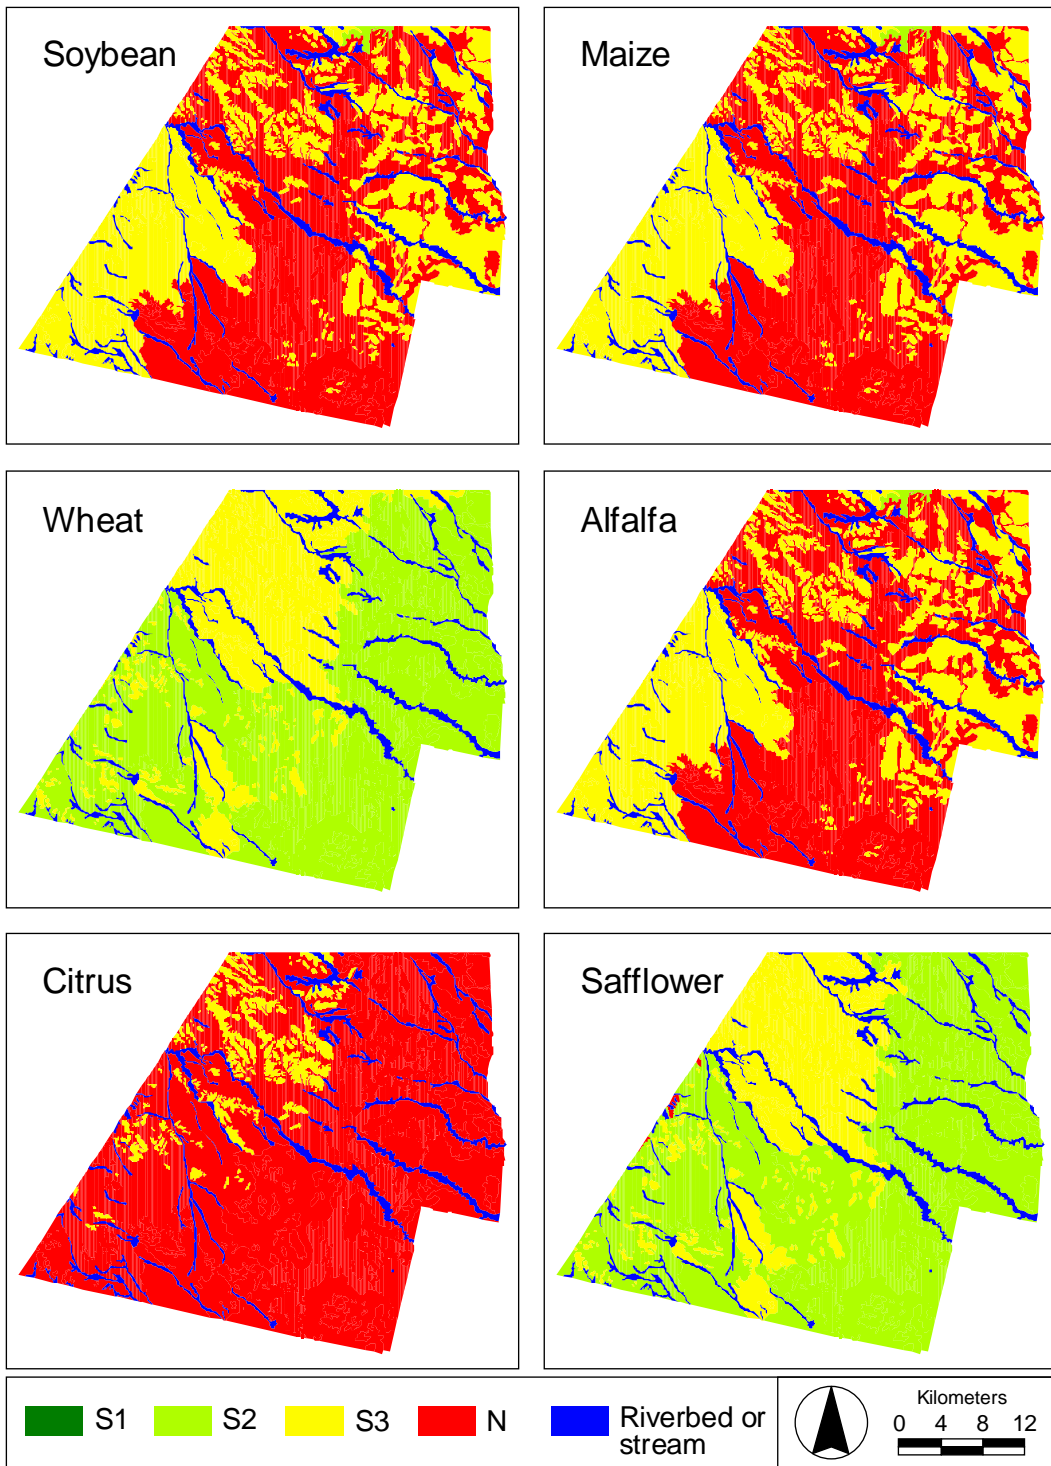 Soybean
Maize
Wheat
Alfalfa
Citrus
Safflower
S1
S2
S3
N
Riverbed or
stream
Kilometers
0 4 8 12